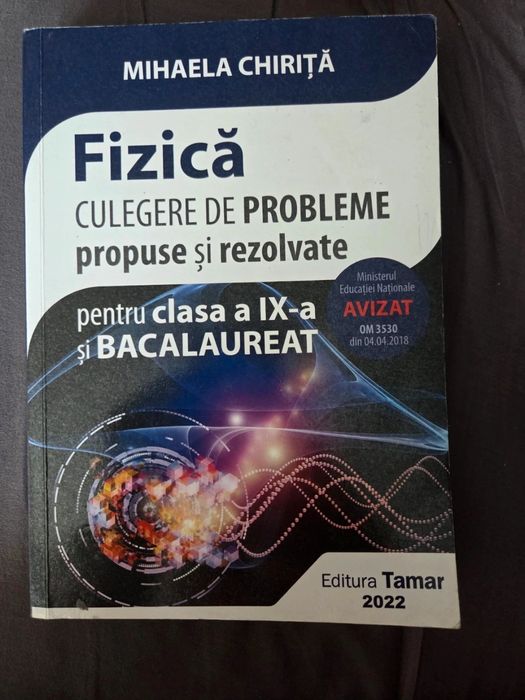 MIHAELA CHIRIȚĂ
Fizică
CULEGERE DE PROBLEME
propuse și rezolvate
pentru clasa a IX-a
și BACALAUREAT
Ministerul
Educației Naționale
AVIZAT
OM 3530
din 04.04.2018
Editura Tamar
2022